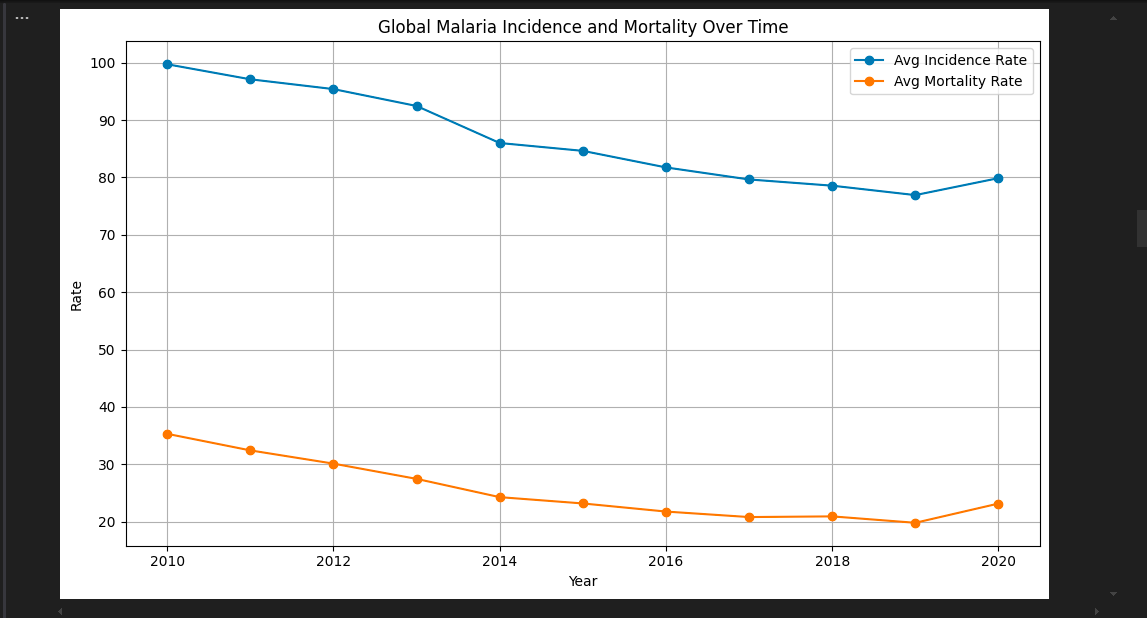 ...
Global Malaria Incidence and Mortality Over Time
Avg Incidence Rate
Avg Mortality Rate
100
90
80
70
60
50
40
30
20
Rate
2010 2012 2014 2016 2018 2020
Year